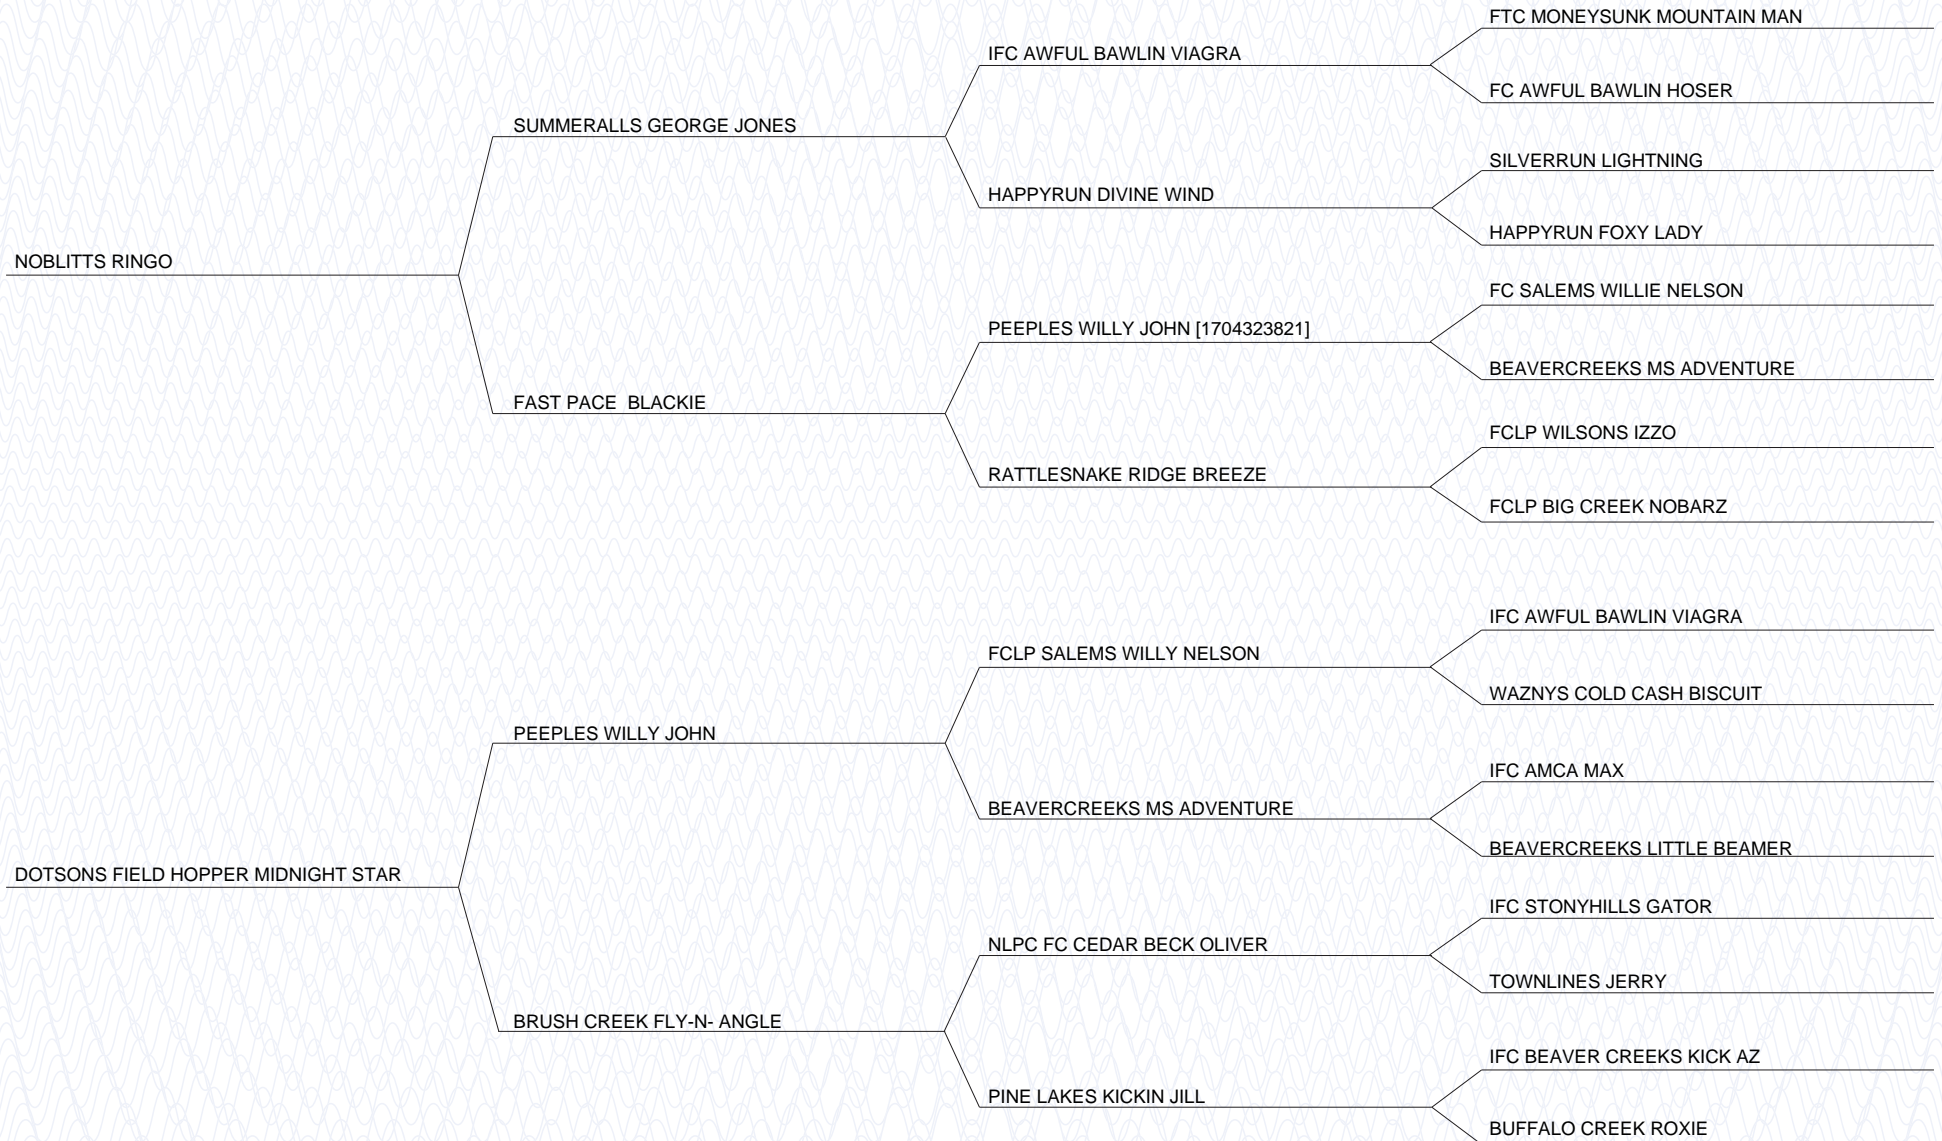 FTC MONEYSUNK MOUNTAIN MAN
IFC AWFUL BAWLIN VIAGRA
FC AWFUL BAWLIN HOSER
SUMMERALLS GEORGE JONES
SILVERRUN LIGHTNING
HAPPYRUN DIVINE WIND
HAPPYRUN FOXY LADY
NOBLITTS RINGO
FC SALEMS WILLIE NELSON
PEEPLES WILLY JOHN [1704323821]
BEAVERCREEKS MS ADVENTURE
FAST PACE  BLACKIE
FCLP WILSONS IZZO
RATTLESNAKE RIDGE BREEZE
FCLP BIG CREEK NOBARZ
IFC AWFUL BAWLIN VIAGRA
FCLP SALEMS WILLY NELSON
WAZNYS COLD CASH BISCUIT
PEEPLES WILLY JOHN
IFC AMCA MAX
BEAVERCREEKS MS ADVENTURE
BEAVERCREEKS LITTLE BEAMER
DOTSONS FIELD HOPPER MIDNIGHT STAR
IFC STONYHILLS GATOR
NLPC FC CEDAR BECK OLIVER
TOWNLINES JERRY
BRUSH CREEK FLY-N- ANGLE
IFC BEAVER CREEKS KICK AZ
PINE LAKES KICKIN JILL
BUFFALO CREEK ROXIE